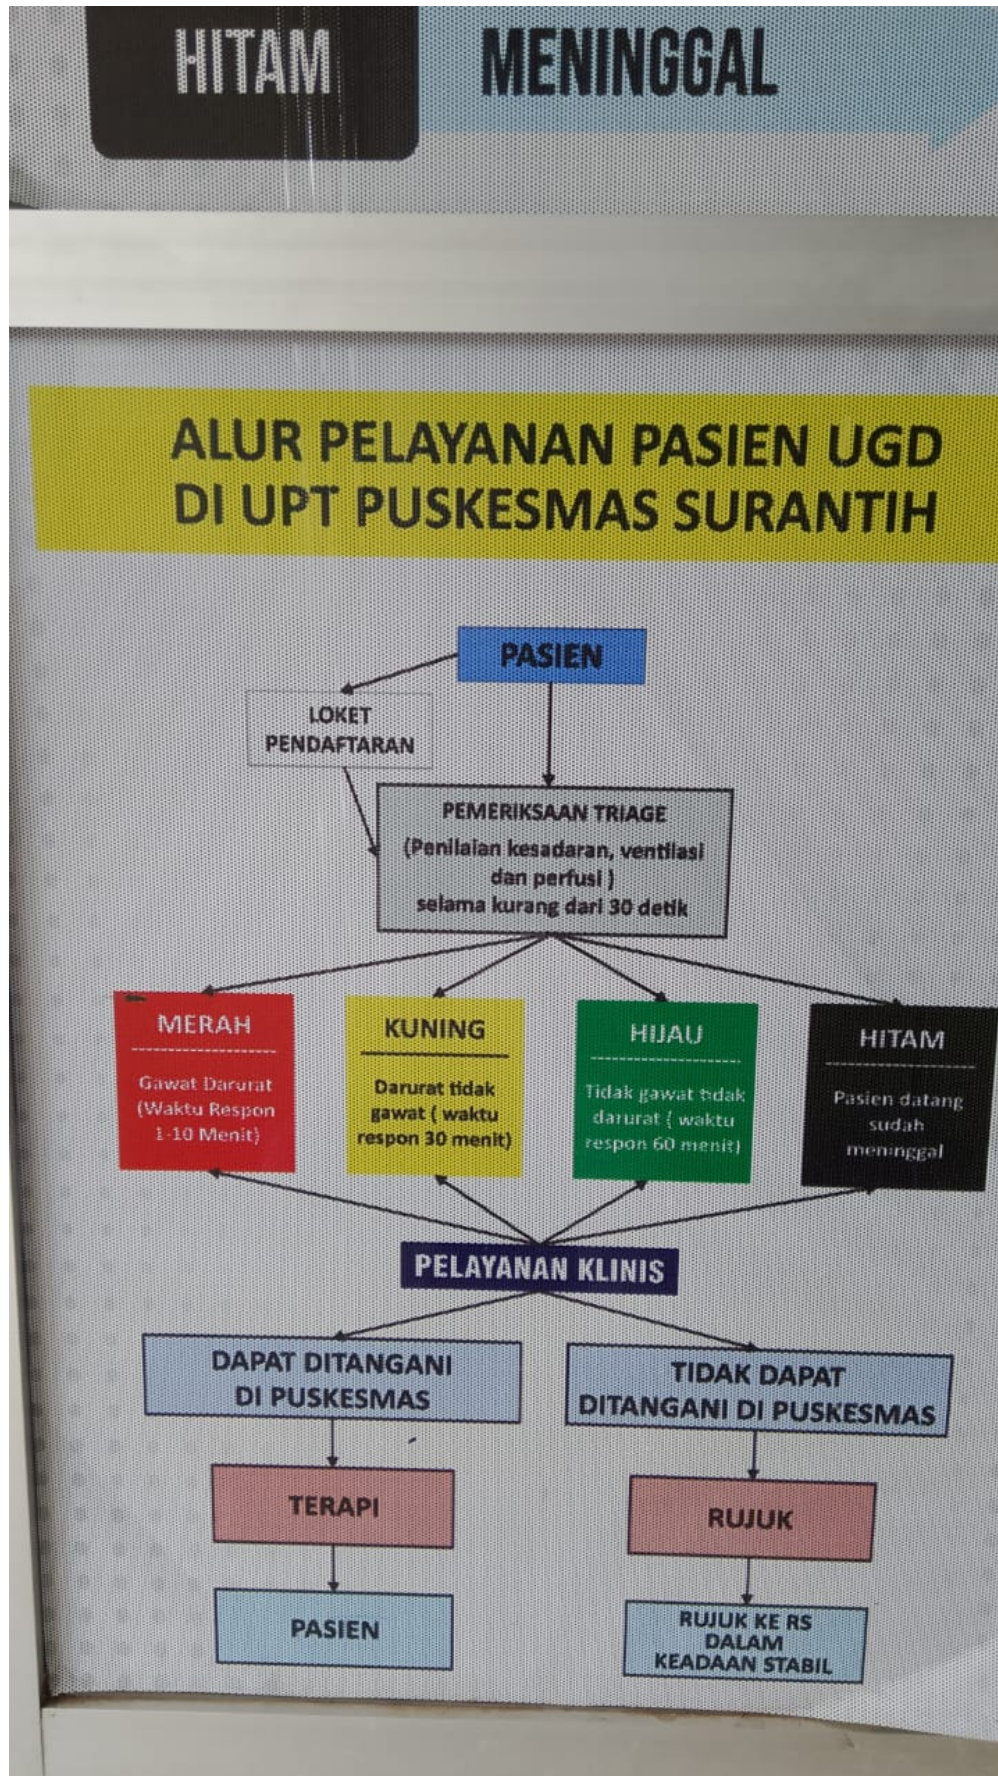 HITAM
MENINGGAL
ALUR PELAYANAN PASIEN UGD
DI UPT PUSKESMAS SURANTIH
PASIEN
LOKET
PENDAFTARAN
PEMERIKSAAN TRIAGE
(Penilaian kesadaran, ventilasi
dan perfusi )
selama kurang dari 30 detik
MERAH
Gawat Darurat
(Waktu Respon
1-10 Menit)
KUNING
Darurat tidak
gawat ( waktu
respon 30 menit)
HIJAU
Tidak gawat tidak
darurat ( waktu
respon 60 menit)
HITAM
Pasien datang
sudah
meninggal
PELAYANAN KLINIS
DAPAT DITANGANI
DI PUSKESMAS
TIDAK DAPAT
DITANGANI DI PUSKESMAS
TERAPI
RUJUK
PASIEN
RUJUK KE RS
DALAM
KEADAAN STABIL